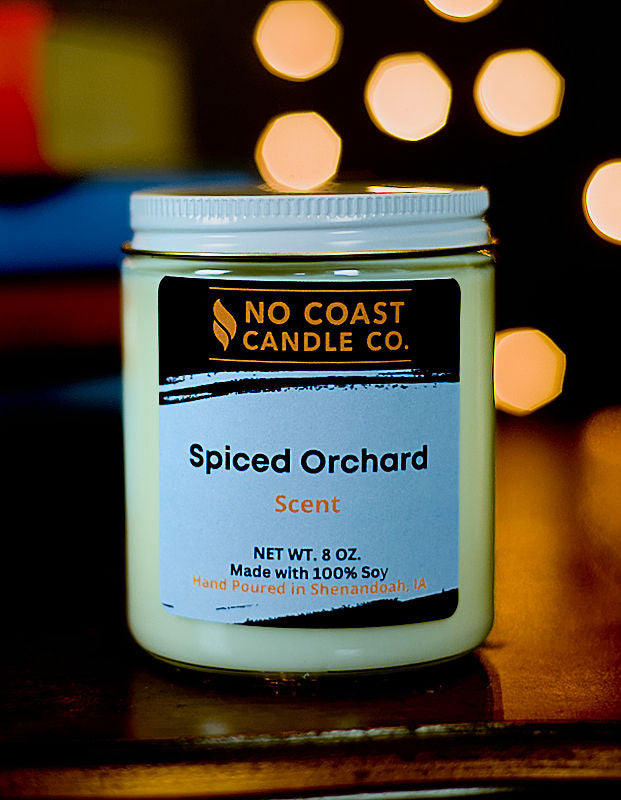 NO COAST
CANDLE CO.
Spiced Orchard
Scent
NET WT. 8 OZ.
Made with 100% Soy
Hand Poured in Shenandoah, IA